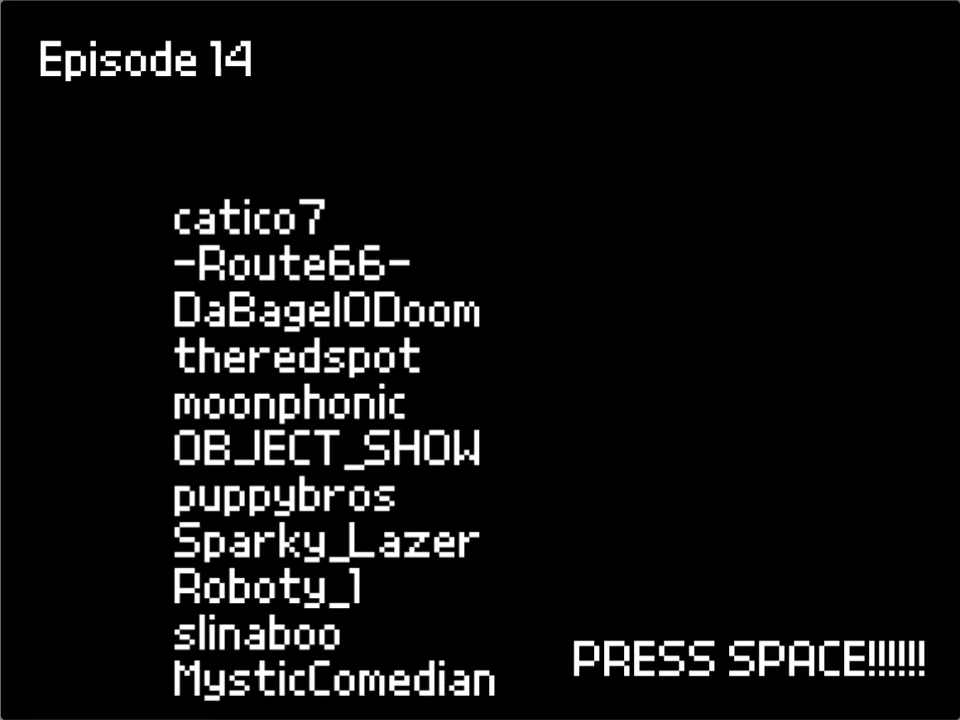 Episode 14
catico7
-Route66-
DaBagelODoom
theredspot
moonphonic
OBJECT_SHOW
puppybros
Sparky_Lazer
Roboty_1
slinaboo
MysticComedian
PRESS SPACE!!!!!!